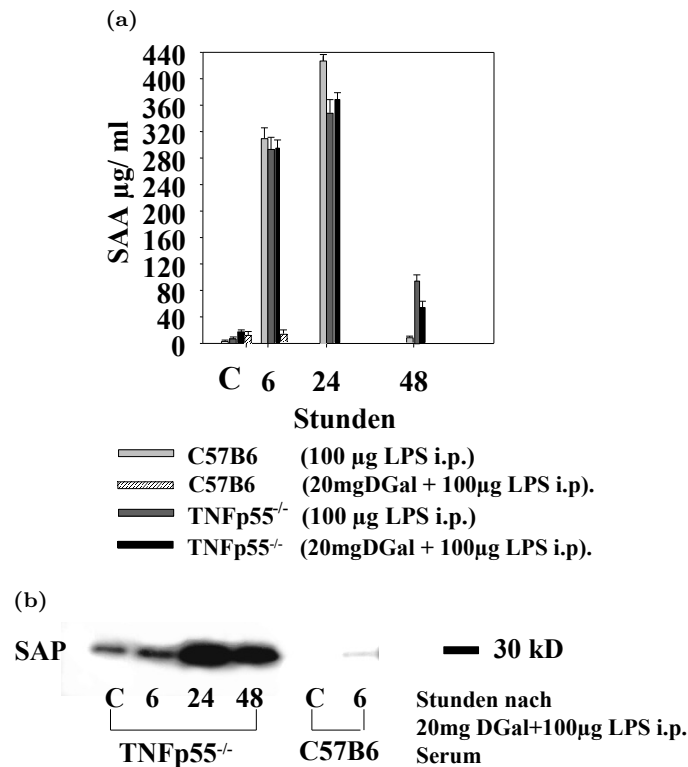 (a)
440
400
360
320
280
240
200
160
120
80
40
0
SAA µg/ ml
C 6 24 48
Stunden
C57B6 (100 µg LPS i.p.)
C57B6 (20mgDGal + 100µg LPS i.p).
TNFp55-/- (100 µg LPS i.p.)
TNFp55-/- (20mgDGal + 100µg LPS i.p).
(b)
SAP 30 kD
C 6 24 48 C 6 Stunden nach
20mg DGal+100µg LPS i.p.
TNFp55-/- C57B6 Serum